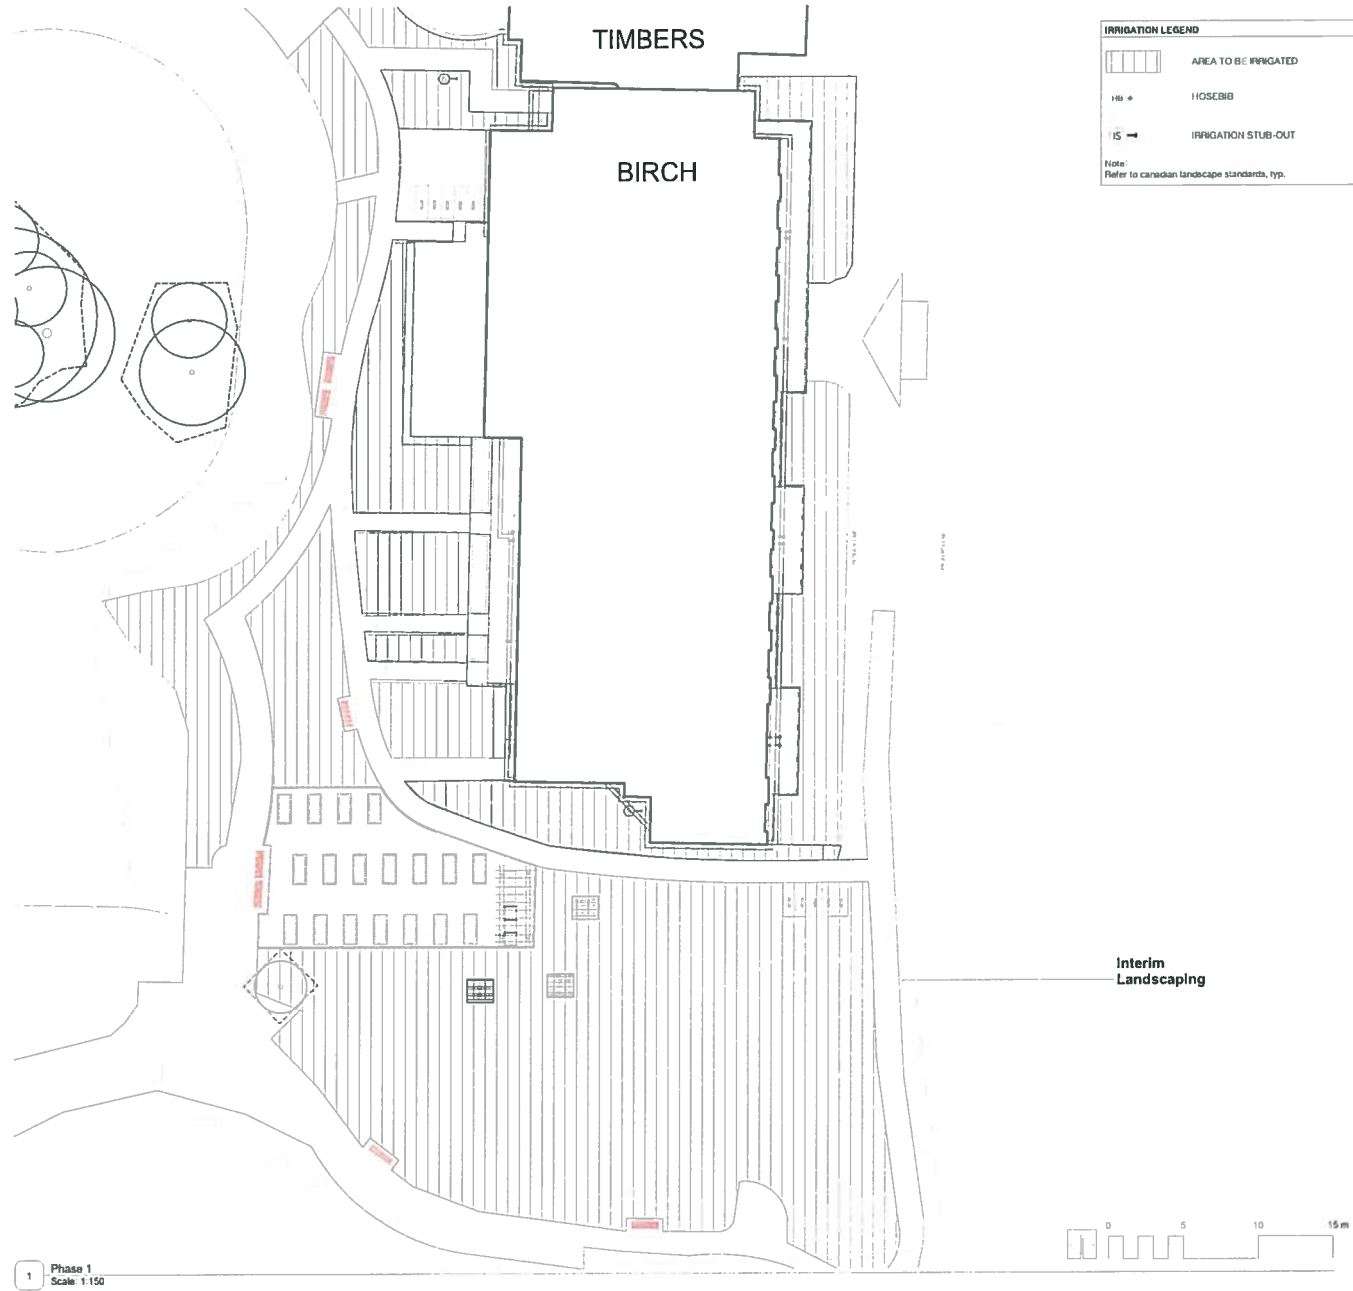 TIMBERS
BIRCH
IRRIGATION LEGEND
AREA TO BE IRRIGATED
HB
HOSEBIB
IS
IRRIGATION STUB-OUT
Note:
Refer to canadian landscape standards, typ.
Interim
Landscaping
0 5 10 15 m
1
Phase 1
Scale: 1:150